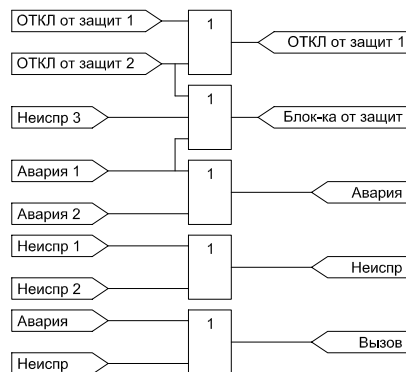 ОТКЛ от защит 1
1
ОТКЛ от защит 1
ОТКЛ от защит 2
1
Неиспр 3
Блок-ка от защит
Авария 1
1
Авария
Авария 2
Неиспр 1
1
Неиспр
Неиспр 2
Авария
1
Вызов
Неиспр